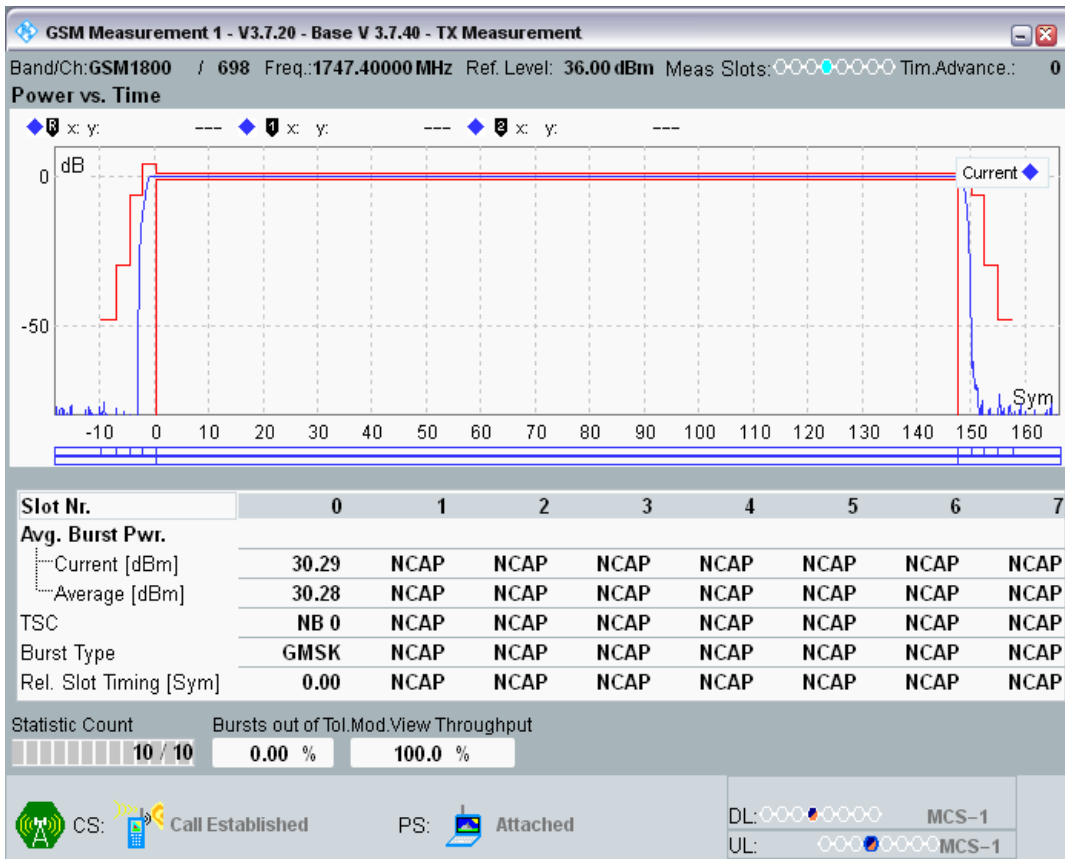 GSM Measurement 1 - V3.7.20 - Base V 3.7.40 - TX Measurement
Band/Ch:GSM1800 / 698 Freq.:1747.40000 MHz Ref. Level: 36.00 dBm Meas Slots: Tim.Advance.: 0
Power vs. Time
R x: y: --- 1 x: y: --- 2 x: y: ---
dB
Current
0
-50
Sym
-10 0 10 20 30 40 50 60 70 80 90 100 110 120 130 140 150 160
Slot Nr. 0 1 2 3 4 5 6 7
Avg. Burst Pwr.
Current [dBm] 30.29 NCAP NCAP NCAP NCAP NCAP NCAP NCAP
Average [dBm] 30.28 NCAP NCAP NCAP NCAP NCAP NCAP NCAP
TSC NB 0 NCAP NCAP NCAP NCAP NCAP NCAP NCAP
Burst Type GMSK NCAP NCAP NCAP NCAP NCAP NCAP NCAP
Rel. Slot Timing [Sym] 0.00 NCAP NCAP NCAP NCAP NCAP NCAP NCAP
Statistic Count Bursts out of Tol.Mod.View Throughput
10 / 10 0.00 % 100.0 %
CS: Call Established PS: Attached
DL: MCS-1
UL: MCS-1